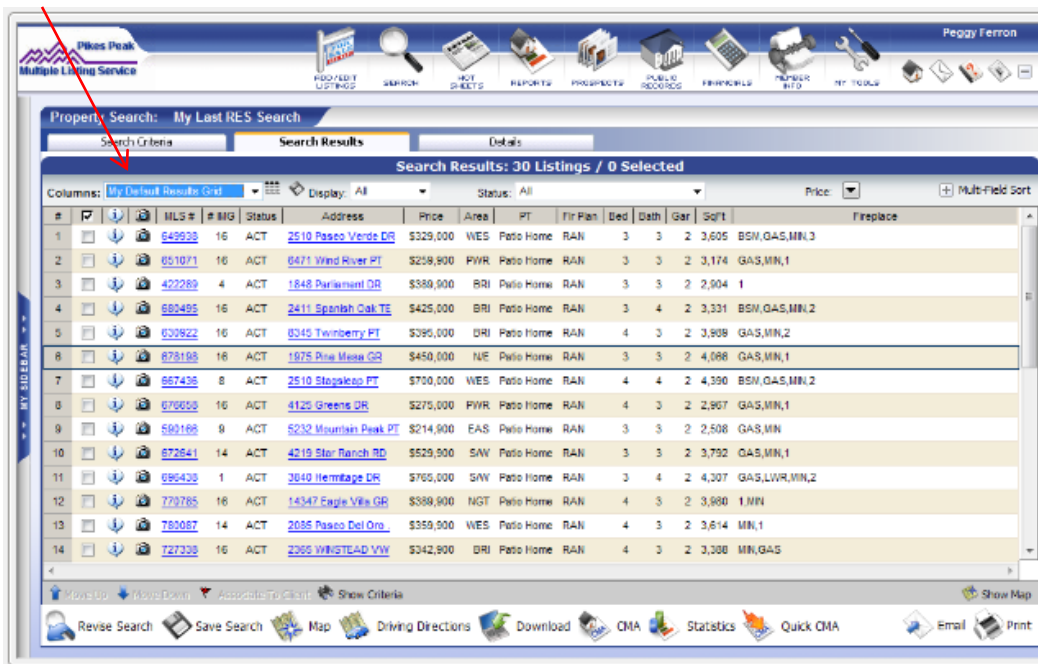 Pikes Peak
Multiple Listing Service
ADD/EDIT LISTINGS SEARCH HOT SHEETS REPORTS PROSPECTS PUBLIC RECORDS FINANCIALS MEMBER INFO MY TOOLS
Peggy Ferron
Property Search: My Last RES Search
Search Criteria Search Results Details
Search Results: 30 Listings / 0 Selected
Columns: My Default Results Grid Display: All Status: All Price: Multi-Field Sort
# MLS # # IMG Status Address Price Area PT Flr Plan Bed Bath Gar SqFt Fireplace
1 649938 16 ACT 2510 Paseo Verde DR $329,000 WES Patio Home RAN 3 3 2 3,605 BSM,GAS,MIN,3
2 651071 16 ACT 6471 Wind River PT $259,900 PWR Patio Home RAN 3 3 2 3,174 GAS,MIN,1
3 422289 4 ACT 1848 Parliament DR $389,900 BRI Patio Home RAN 3 3 2 2,904 1
4 680495 16 ACT 2411 Spanish Oak TE $425,000 BRI Patio Home RAN 3 4 2 3,331 BSM,GAS,MIN,2
5 630922 16 ACT 8345 Twinberry PT $395,000 BRI Patio Home RAN 4 3 2 3,989 GAS,MIN,2
6 678198 16 ACT 1975 Pine Mesa GR $450,000 N/E Patio Home RAN 3 3 2 4,068 GAS,MIN,1
7 667436 8 ACT 2510 Stagsleap PT $700,000 WES Patio Home RAN 4 4 2 4,390 BSM,GAS,MIN,2
8 676658 16 ACT 4125 Greens DR $275,000 PWR Patio Home RAN 4 3 2 2,967 GAS,MIN,1
9 590166 9 ACT 5232 Mountain Peak PT $214,900 EAS Patio Home RAN 3 3 2 2,508 GAS,MIN
10 672641 14 ACT 4219 Star Ranch RD $529,900 S/W Patio Home RAN 3 3 2 3,792 GAS,MIN,1
11 696438 1 ACT 3840 Hermitage DR $765,000 S/W Patio Home RAN 3 4 2 4,307 GAS,LWR,MIN,2
12 770785 16 ACT 14347 Eagle Villa GR $389,900 NGT Patio Home RAN 4 3 2 3,980 1,MIN
13 780087 14 ACT 2085 Paseo Del Oro . $359,900 WES Patio Home RAN 4 3 2 3,614 MIN,1
14 727338 16 ACT 2365 WINSTEAD VW $342,900 BRI Patio Home RAN 4 3 2 3,388 MIN,GAS
MY SIDEBAR
Move Up Move Down Associate To Client Show Criteria Show Map
Revise Search Save Search Map Driving Directions Download CMA Statistics Quick CMA Email Print